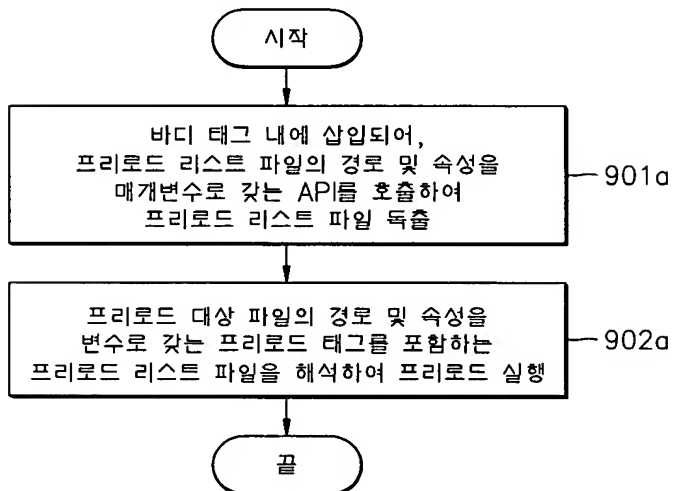 시작
바디 태그 내에 삽입되어,
프리로드 리스트 파일의 경로 및 속성을
매개변수로 갖는 API를 호출하여
프리로드 리스트 파일 독출
901a
프리로드 대상 파일의 경로 및 속성을
변수로 갖는 프리로드 태그를 포함하는
프리로드 리스트 파일을 해석하여 프리로드 실행
902a
끝